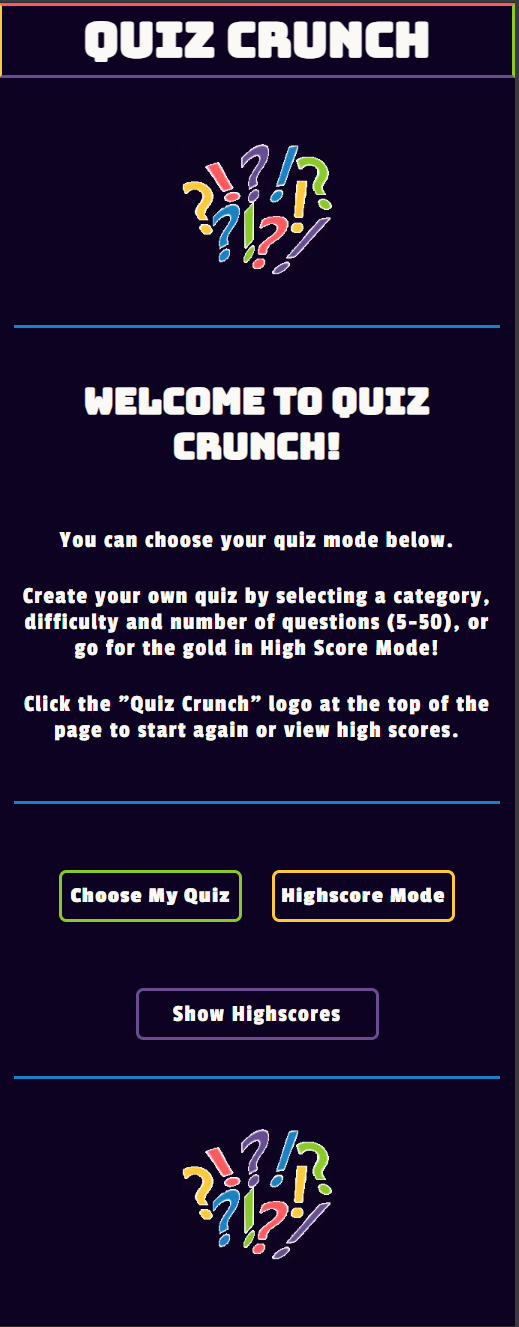 QUIZ CRUNCH
WELCOME TO QUIZ
CRUNCH!
You can choose your quiz mode below.
Create your own quiz by selecting a category,
difficulty and number of questions (5-50), or
go for the gold in High Score Mode!
Click the "Quiz Crunch" logo at the top of the
page to start again or view high scores.
Choose My Quiz
Highscore Mode
Show Highscores